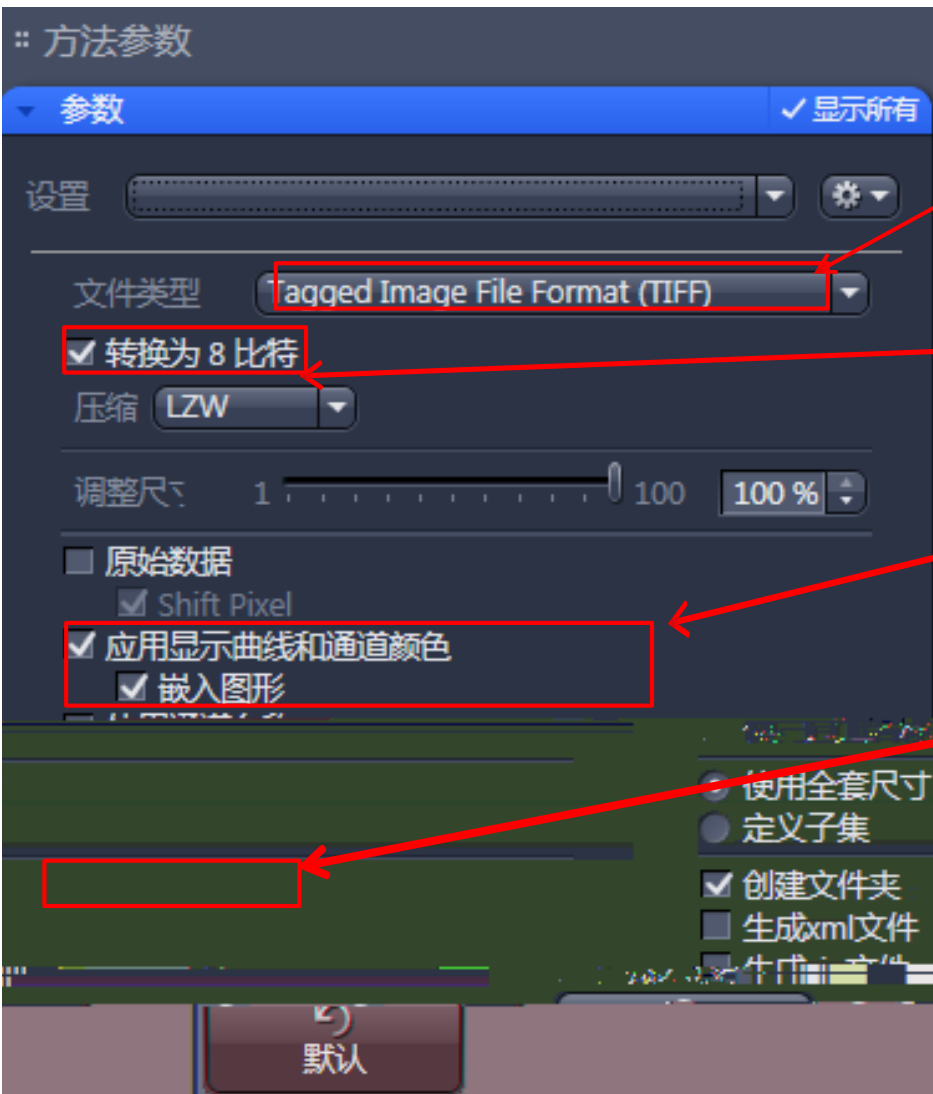 方法参数
参数 显示所有
设置
文件类型 Tagged Image File Format (TIFF)
转换为 8 比特
压缩 LZW
调整尺寸 1 100 100 %
原始数据
Shift Pixel
应用显示曲线和通道颜色
嵌入图形
使用全套尺寸
定义子集
创建文件夹
生成xml文件
默认